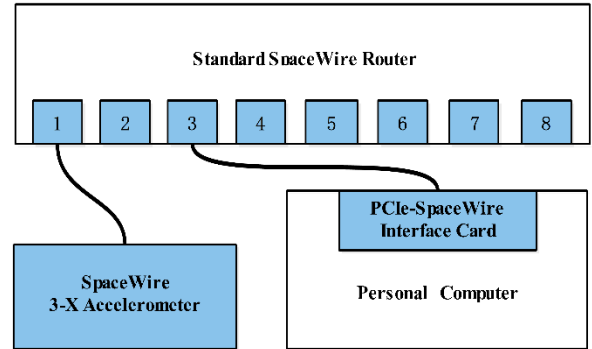 Standard SpaceWire Router
1 2 3 4 5 6 7 8
PCIe-SpaceWire
Interface Card
SpaceWire
3-X Accelerometer
Personal Computer